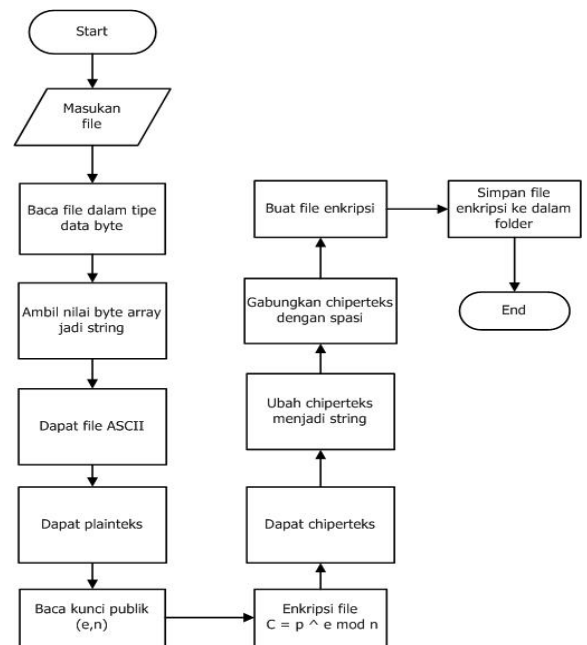 Start
Masukan
file
Baca file dalam tipe
data byte
Ambil nilai byte array
jadi string
Dapat file ASCII
Dapat plainteks
Baca kunci publik
(e,n)
Enkripsi file
C = p ^ e mod n
Dapat chiperteks
Ubah chiperteks
menjadi string
Gabungkan chiperteks
dengan spasi
Buat file enkripsi
Simpan file
enkripsi ke dalam
folder
End